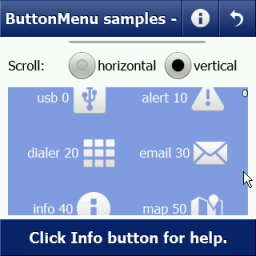 ButtonMenu samples -
Scroll: horizontal vertical
usb 0 alert 10
dialer 20 email 30
info 40 map 50
Click Info button for help.